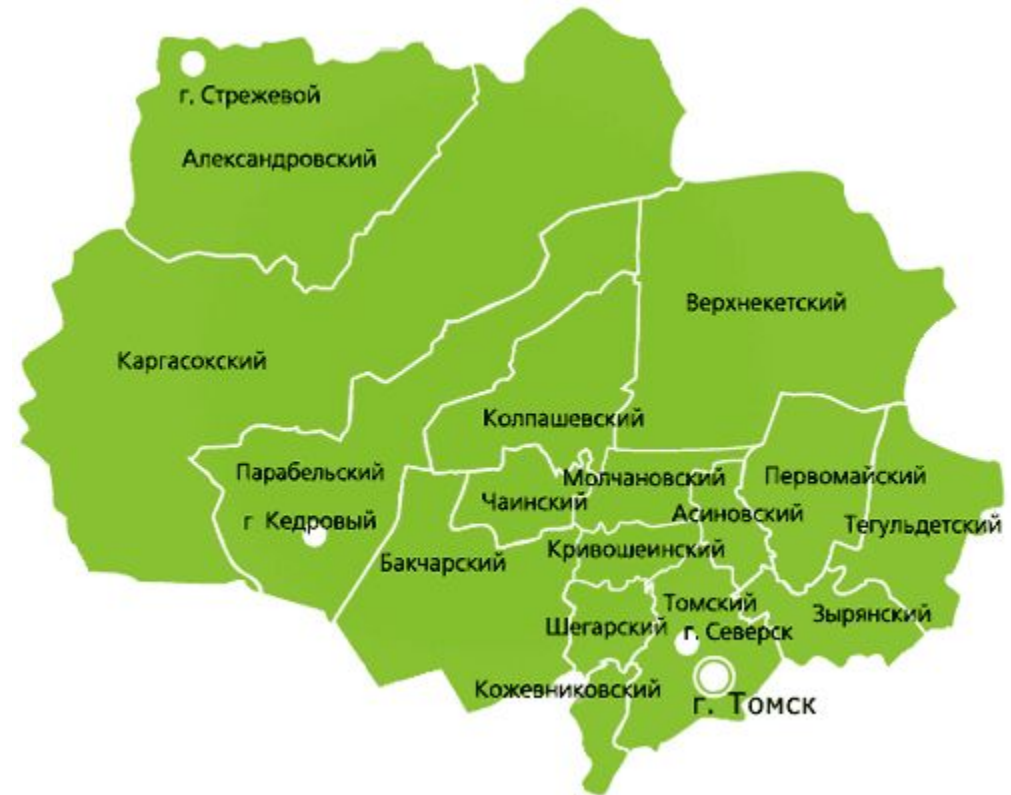 г. Стрежевой
Александровский
Верхнекетский
Каргасокский
Колпашевский
Парабельский
Молчановский
Первомайский
Чаинский
Асиновский
г Кедровый
Тегульдетский
Кривошеинский
Бакчарский
Томский
Зырянский
Шегарский
г. Северск
Кожевниковский
г. Томск